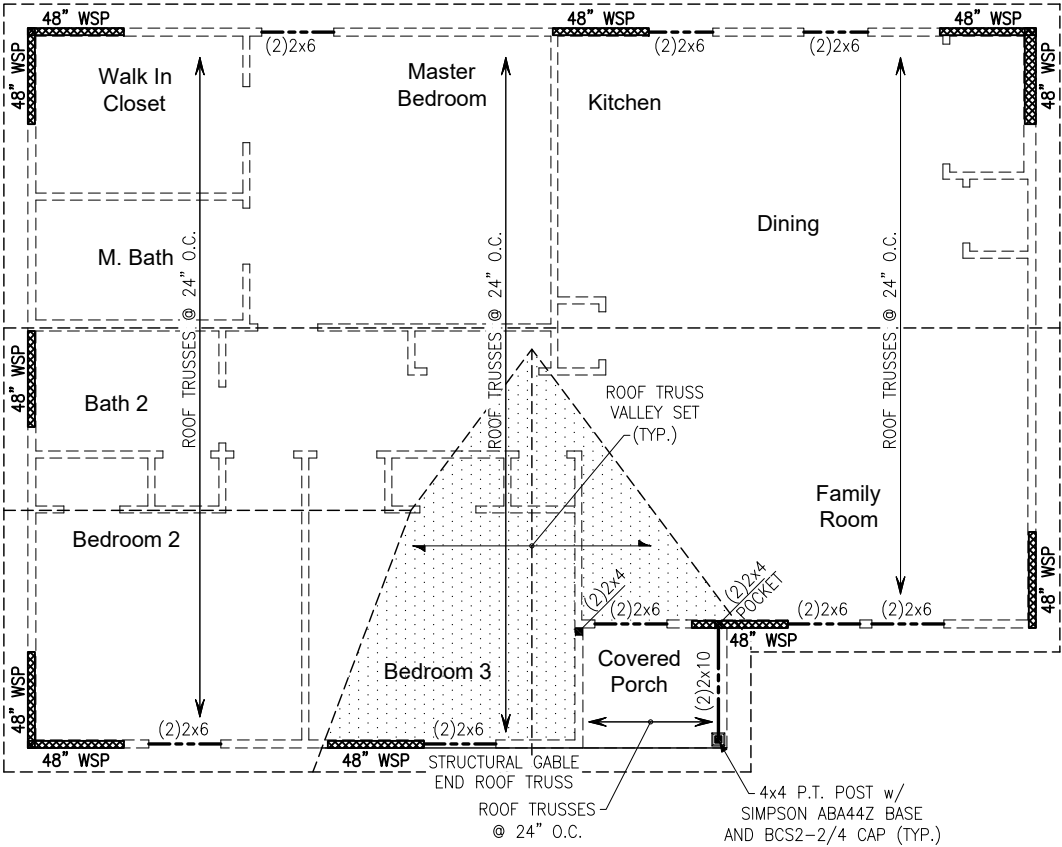 48" WSP
48" WSP
48" WSP
(2)2x6
(2)2x6
(2)2x6
48" WSP
48" WSP
Walk In
Closet
Master
Bedroom
Kitchen
M. Bath
Dining
ROOF TRUSSES @ 24" O.C.
ROOF TRUSSES @ 24" O.C.
ROOF TRUSSES @ 24" O.C.
48" WSP
Bath 2
ROOF TRUSS
VALLEY SET
(TYP.)
Family
Room
Bedroom 2
48" WSP
(2)2x4
(2)2x4
POCKET
(2)2x6
(2)2x6
(2)2x6
48" WSP
Bedroom 3
Covered
Porch
(2)2x10
48" WSP
(2)2x6
(2)2x6
48" WSP
48" WSP
STRUCTURAL GABLE
END ROOF TRUSS
ROOF TRUSSES
@ 24" O.C.
4x4 P.T. POST w/
SIMPSON ABA44Z BASE
AND BCS2-2/4 CAP (TYP.)